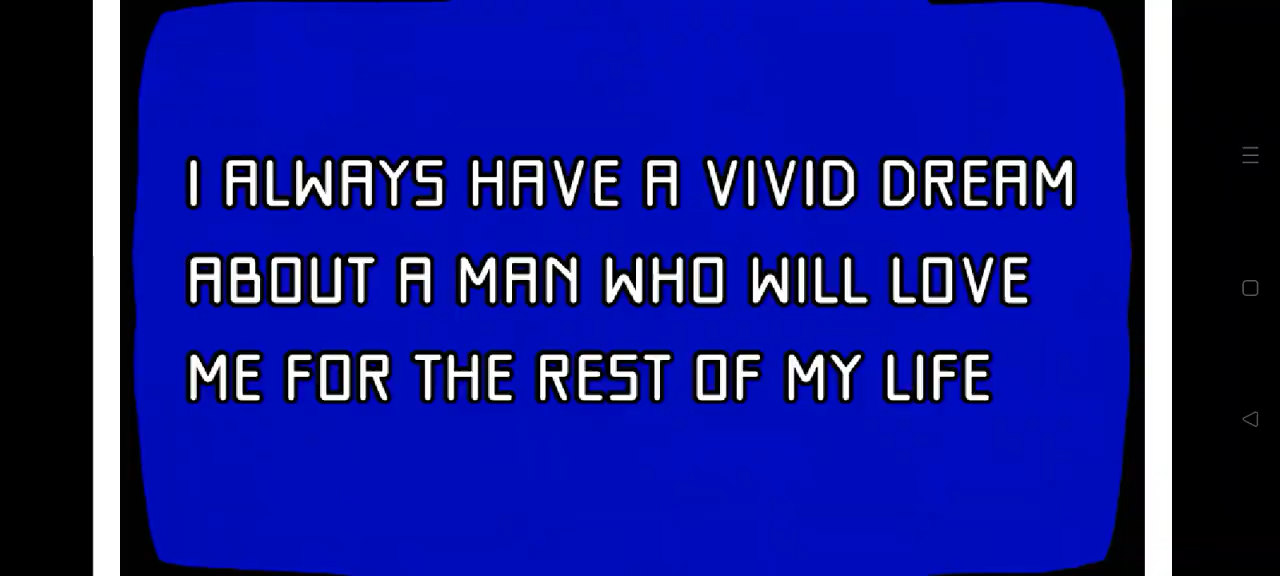 I ALWAYS HAVE A VIVID DREAM
ABOUT A MAN WHO WILL LOVE
ME FOR THE REST OF MY LIFE